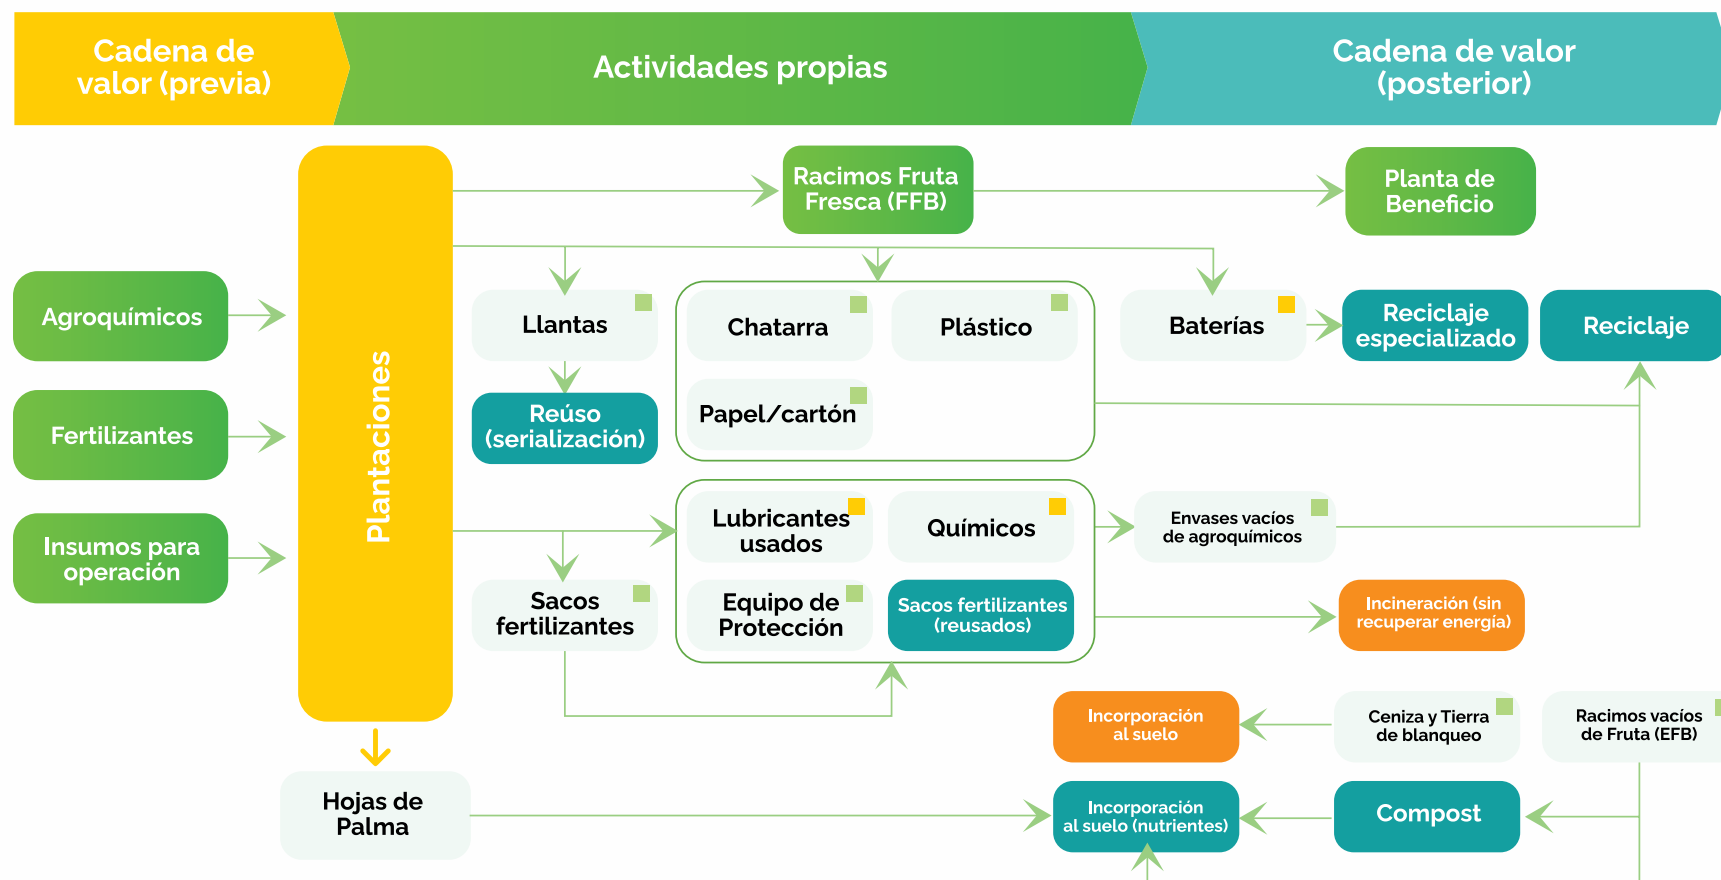 Cadena de
valor (previa)
Actividades propias
Cadena de valor
(posterior)
Racimos Fruta
Fresca (FFB)
Planta de
Beneficio
Agroquímicos
Fertilizantes
Insumos para
operación
Plantaciones
Llantas
Chatarra
Plástico
Baterías
Reciclaje
especializado
Reciclaje
Reúso
(serialización)
Papel/cartón
Lubricantes
usados
Químicos
Envases vacíos
de agroquímicos
Sacos
fertilizantes
Equipo de
Protección
Sacos fertilizantes
(reusados)
Incineración (sin
recuperar energía)
Incorporación
al suelo
Ceniza y Tierra
de blanqueo
Racimos vacíos
de Fruta (EFB)
Hojas de
Palma
Incorporación
al suelo (nutrientes)
Compost